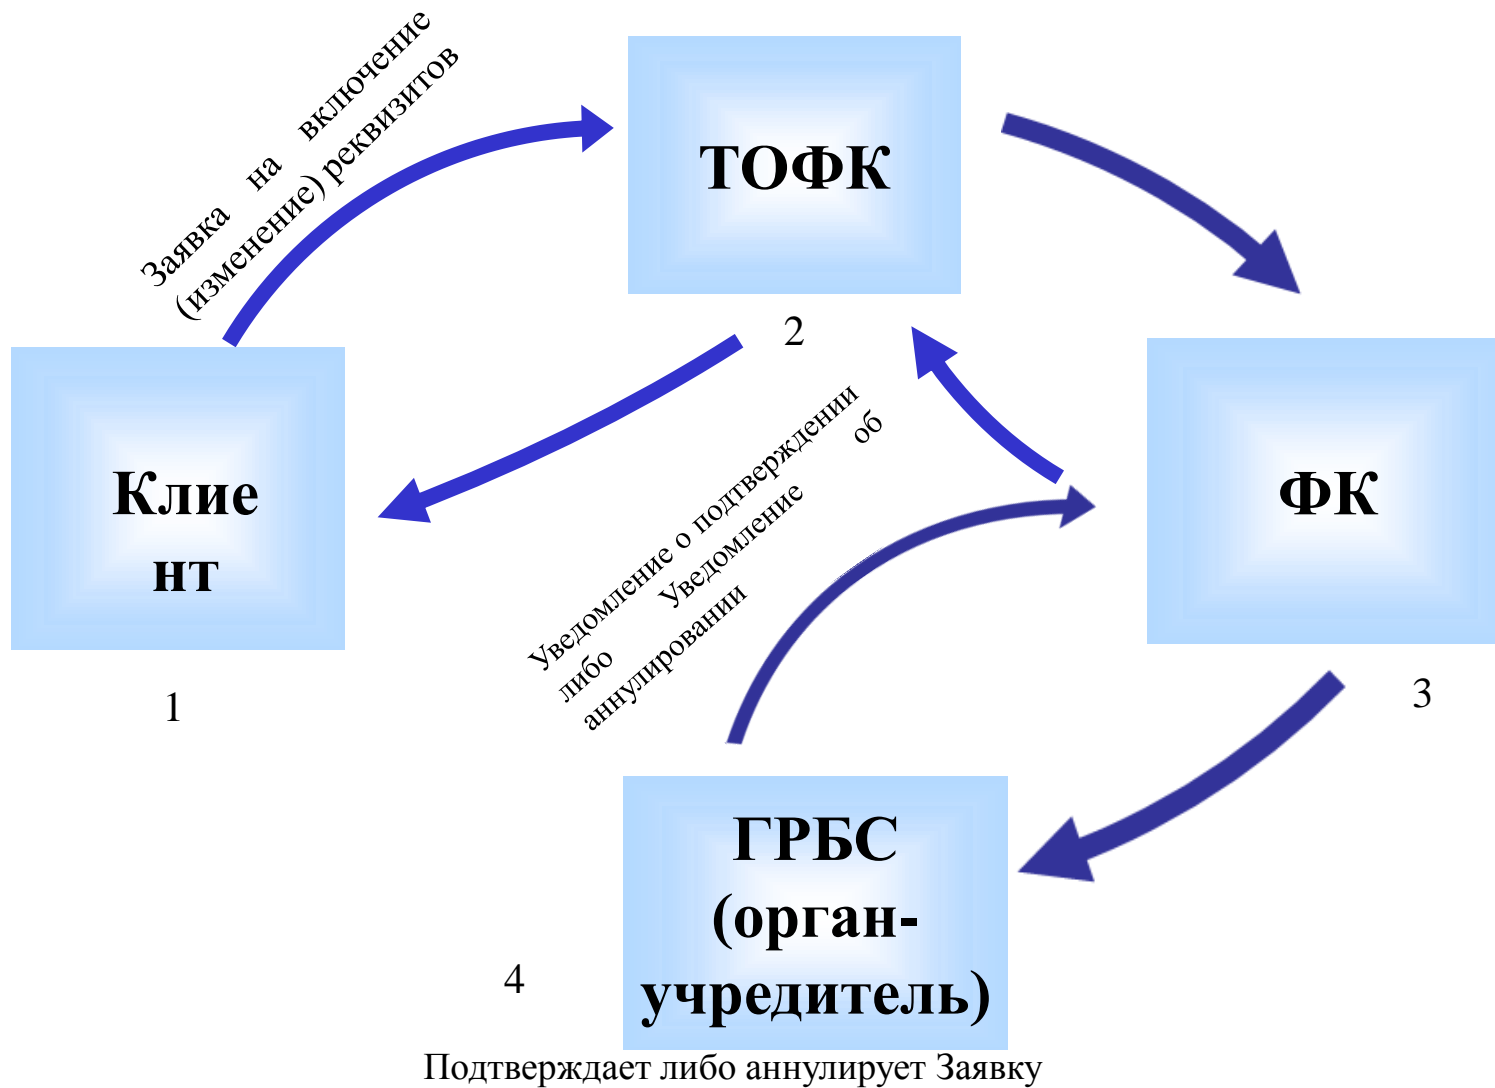 Заявка на включение
(изменение) реквизитов
ТОФК
2
Клие
нт
1
Уведомление о подтверждении
либо Уведомление об
аннулировании
ФК
3
ГРБС
(орган-
учредитель)
4
Подтверждает либо аннулирует Заявку